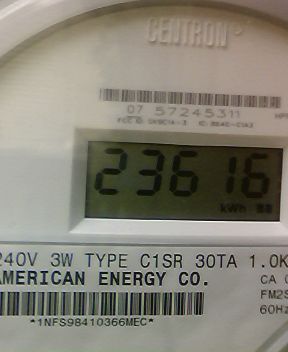 CENTRON
07 57245311
23616
kWh
240V 3W TYPE C1SR 30TA 1.0K
AMERICAN ENERGY CO.
CA
FM2S
60Hz
*1NFS98410366MEC*